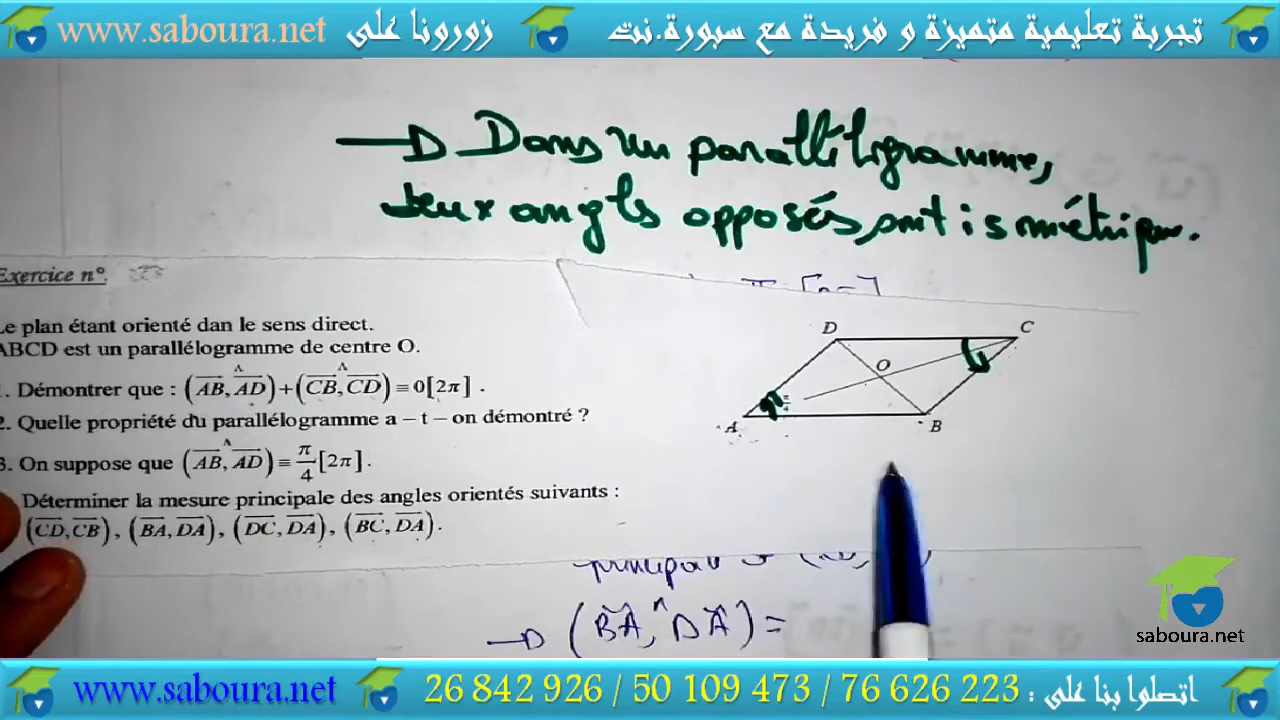 www.saboura.net زورونا على تجربة تعليمية متميزة و فريدة مع سبورة.نت
→ Dans un parallélogramme,
deux angles opposés sont isométriques.
Exercice n°.
Le plan étant orienté dan le sens direct.
ABCD est un parallélogramme de centre O.
1. Démontrer que : (AB, AD)+(CB, CD) ≡ 0[2π] .
2. Quelle propriété du parallélogramme a – t – on démontré ?
3. On suppose que (AB, AD) ≡ π/4 [2π].
Déterminer la mesure principale des angles orientés suivants :
(CD,CB) , (BA,DA), (DC,DA), (BC,DA).
D C
O
A B
→ (BA, DA) =
saboura.net
www.saboura.net 26 842 926 / 50 109 473 / 76 626 223 : اتصلوا بنا على